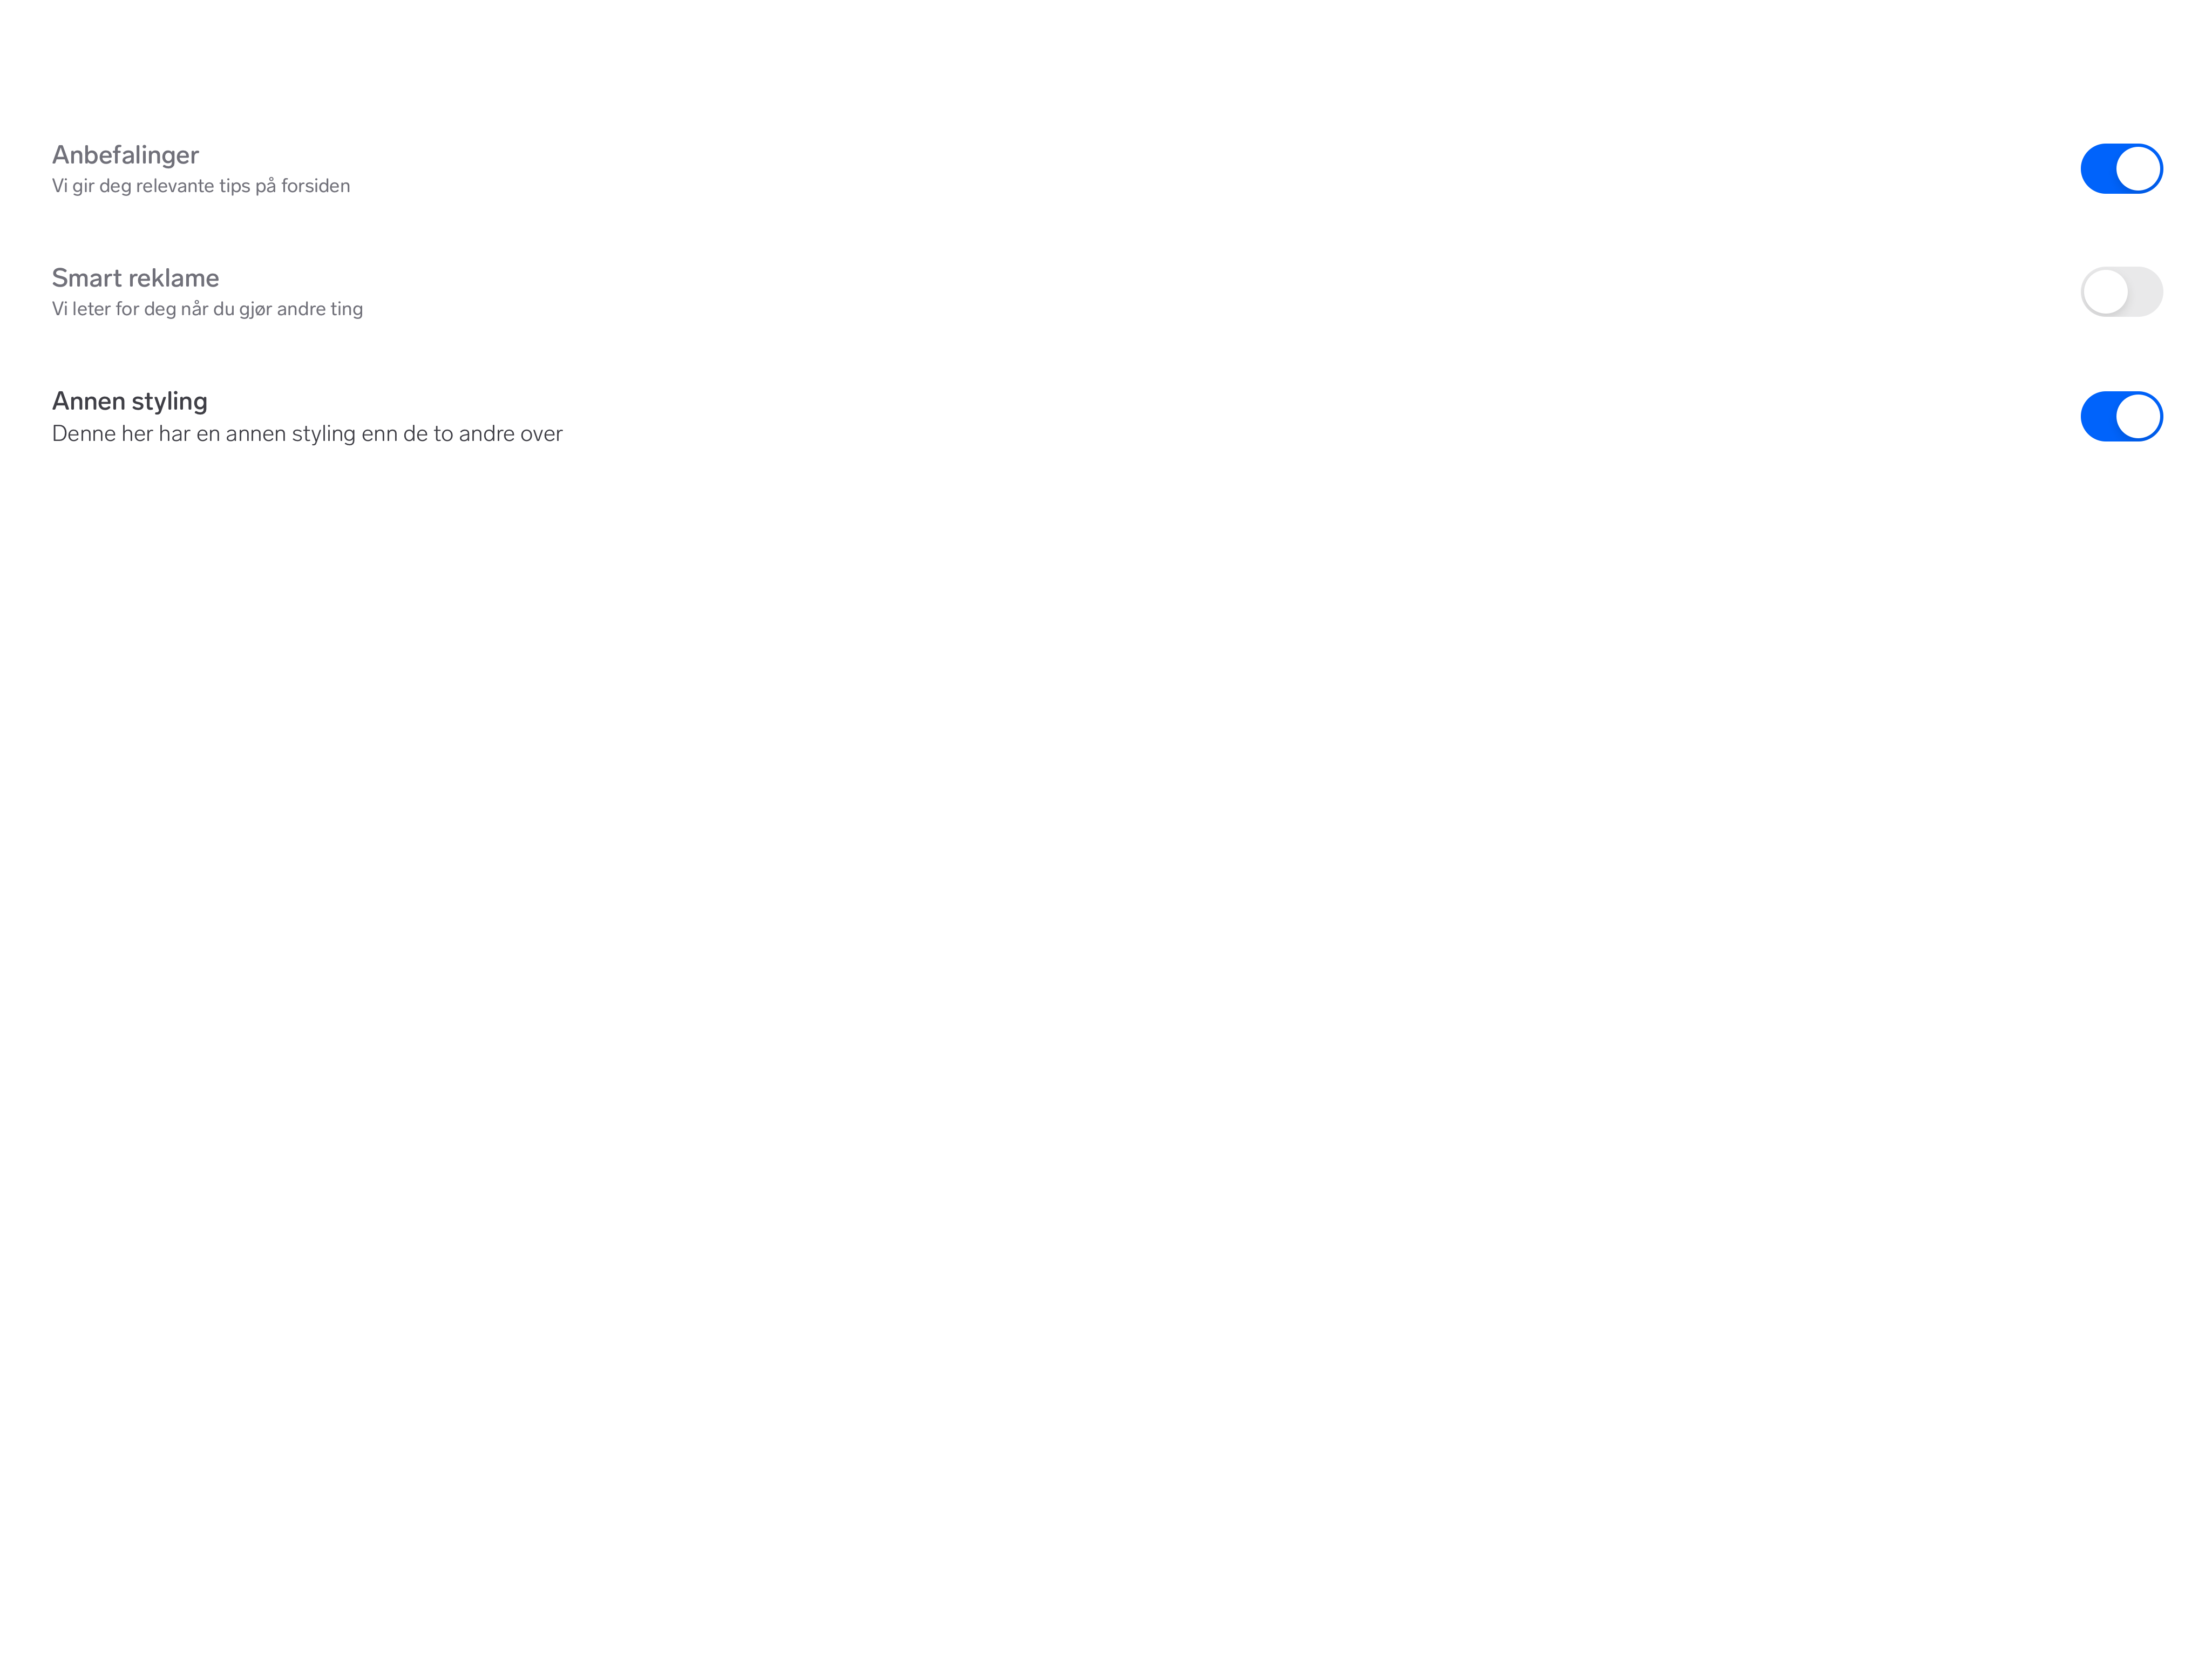 Anbefalinger
Vi gir deg relevante tips på forsiden
Smart reklame
Vi leter for deg når du gjør andre ting
Annen styling
Denne her har en annen styling enn de to andre over